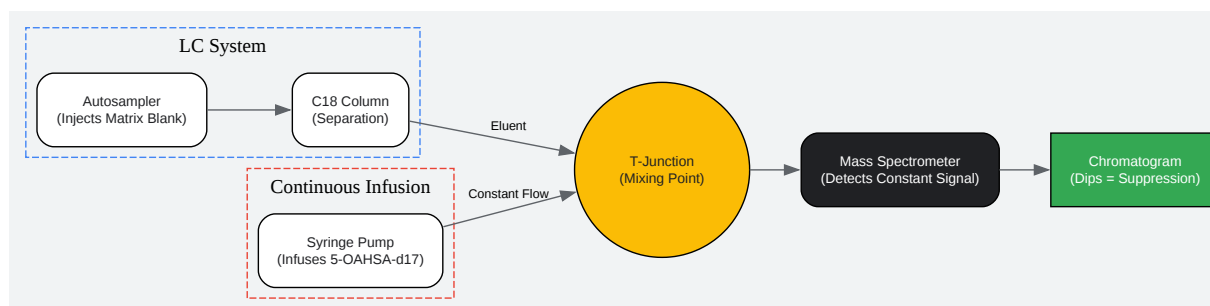 LC System
Autosampler
(Injects Matrix Blank)
C18 Column
(Separation)
Eluent
Continuous Infusion
Syringe Pump
(Infuses 5-OAHSA-d17)
Constant Flow
T-Junction
(Mixing Point)
Mass Spectrometer
(Detects Constant Signal)
Chromatogram
(Dips = Suppression)